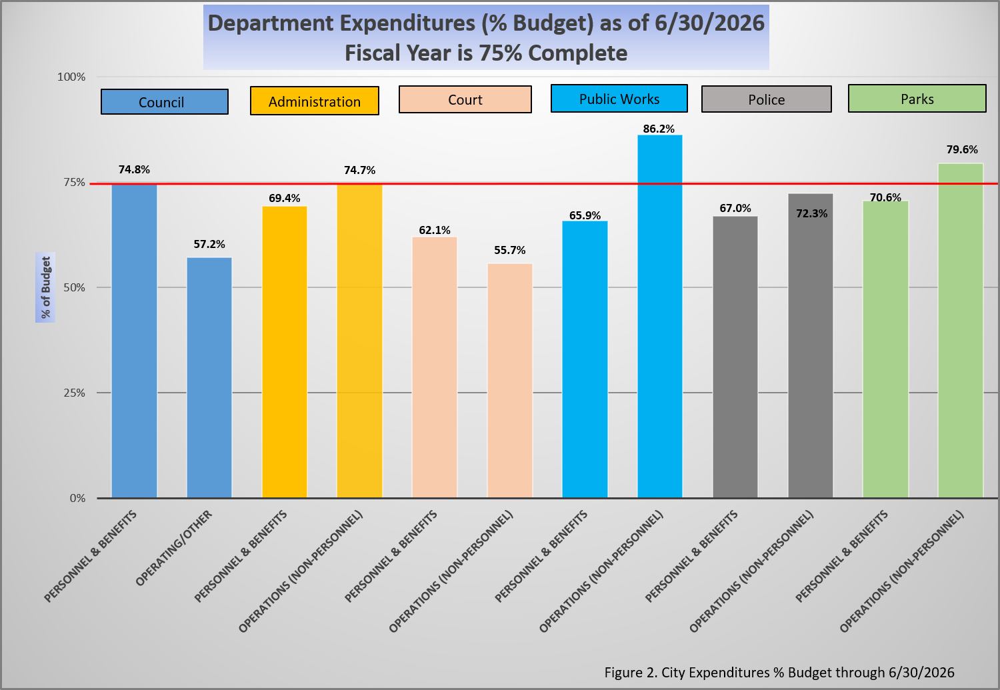 Department Expenditures (% Budget) as of 6/30/2026
Fiscal Year is 75% Complete
100%
Council
Administration
Court
Public Works
Police
Parks
86.2%
79.6%
74.8%
74.7%
75%
69.4%
70.6%
67.0%
72.3%
65.9%
62.1%
57.2%
55.7%
% of Budget
50%
25%
0%
PERSONNEL & BENEFITS
OPERATING/OTHER
PERSONNEL & BENEFITS
OPERATIONS (NON-PERSONNEL)
PERSONNEL & BENEFITS
OPERATIONS (NON-PERSONNEL)
PERSONNEL & BENEFITS
OPERATIONS (NON-PERSONNEL)
PERSONNEL & BENEFITS
OPERATIONS (NON-PERSONNEL)
PERSONNEL & BENEFITS
OPERATIONS (NON-PERSONNEL)
Figure 2. City Expenditures % Budget through 6/30/2026